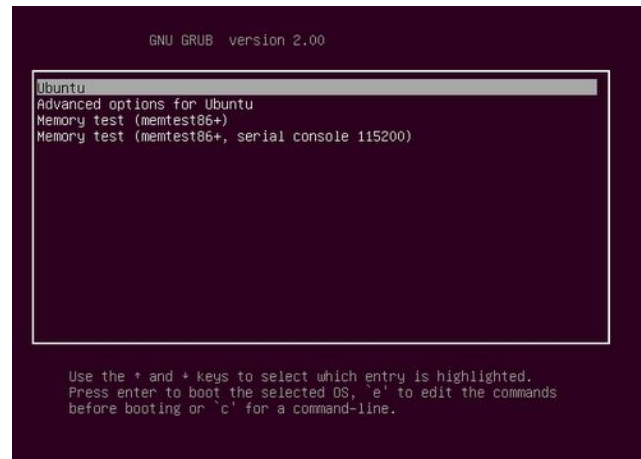 GNU GRUB version 2.00
Ubuntu
Advanced options for Ubuntu
Memory test (memtest86+)
Memory test (memtest86+, serial console 115200)
Use the ↑ and ↓ keys to select which entry is highlighted.
Press enter to boot the selected OS, `e' to edit the commands
before booting or `c' for a command-line.